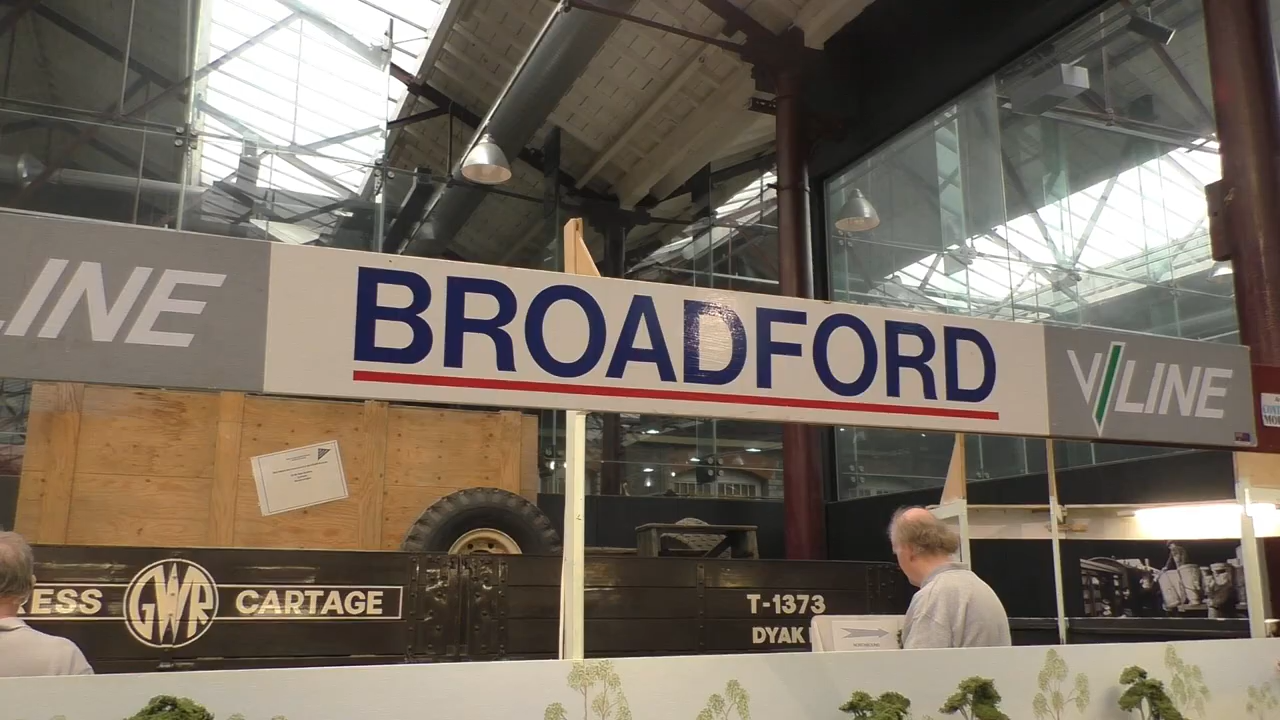 LINE
BROADFORD
V/LINE
RESS GWR CARTAGE
T-1373
DYAK